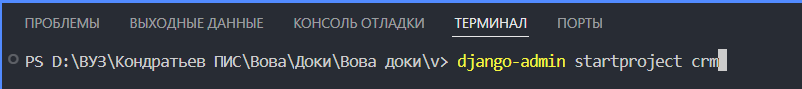 ПРОБЛЕМЫ ВЫХОДНЫЕ ДАННЫЕ КОНСОЛЬ ОТЛАДКИ ТЕРМИНАЛ ПОРТЫ
PS D:\ВУЗ\Кондратьев ПИС\Вова\Доки\Вова доки\v> django-admin startproject crm